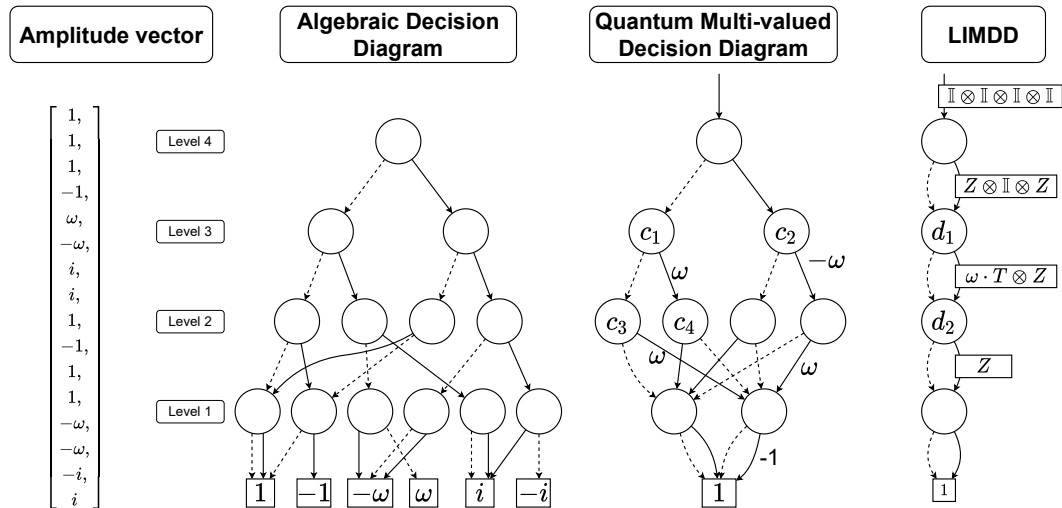 Amplitude vector
Algebraic Decision
Diagram
Quantum Multi-valued
Decision Diagram
LIMDD
1,
1,
1,
−1,
ω,
−ω,
i,
i,
1,
−1,
1,
1,
−ω,
−ω,
−i,
i
Level 4
Level 3
Level 2
Level 1
1
−1
−ω
ω
i
−i
c₁
c₂
ω
−ω
c₃
c₄
ω
ω
-1
1
𝕀 ⊗ 𝕀 ⊗ 𝕀 ⊗ 𝕀
Z ⊗ 𝕀 ⊗ Z
d₁
ω · T ⊗ Z
d₂
Z
1